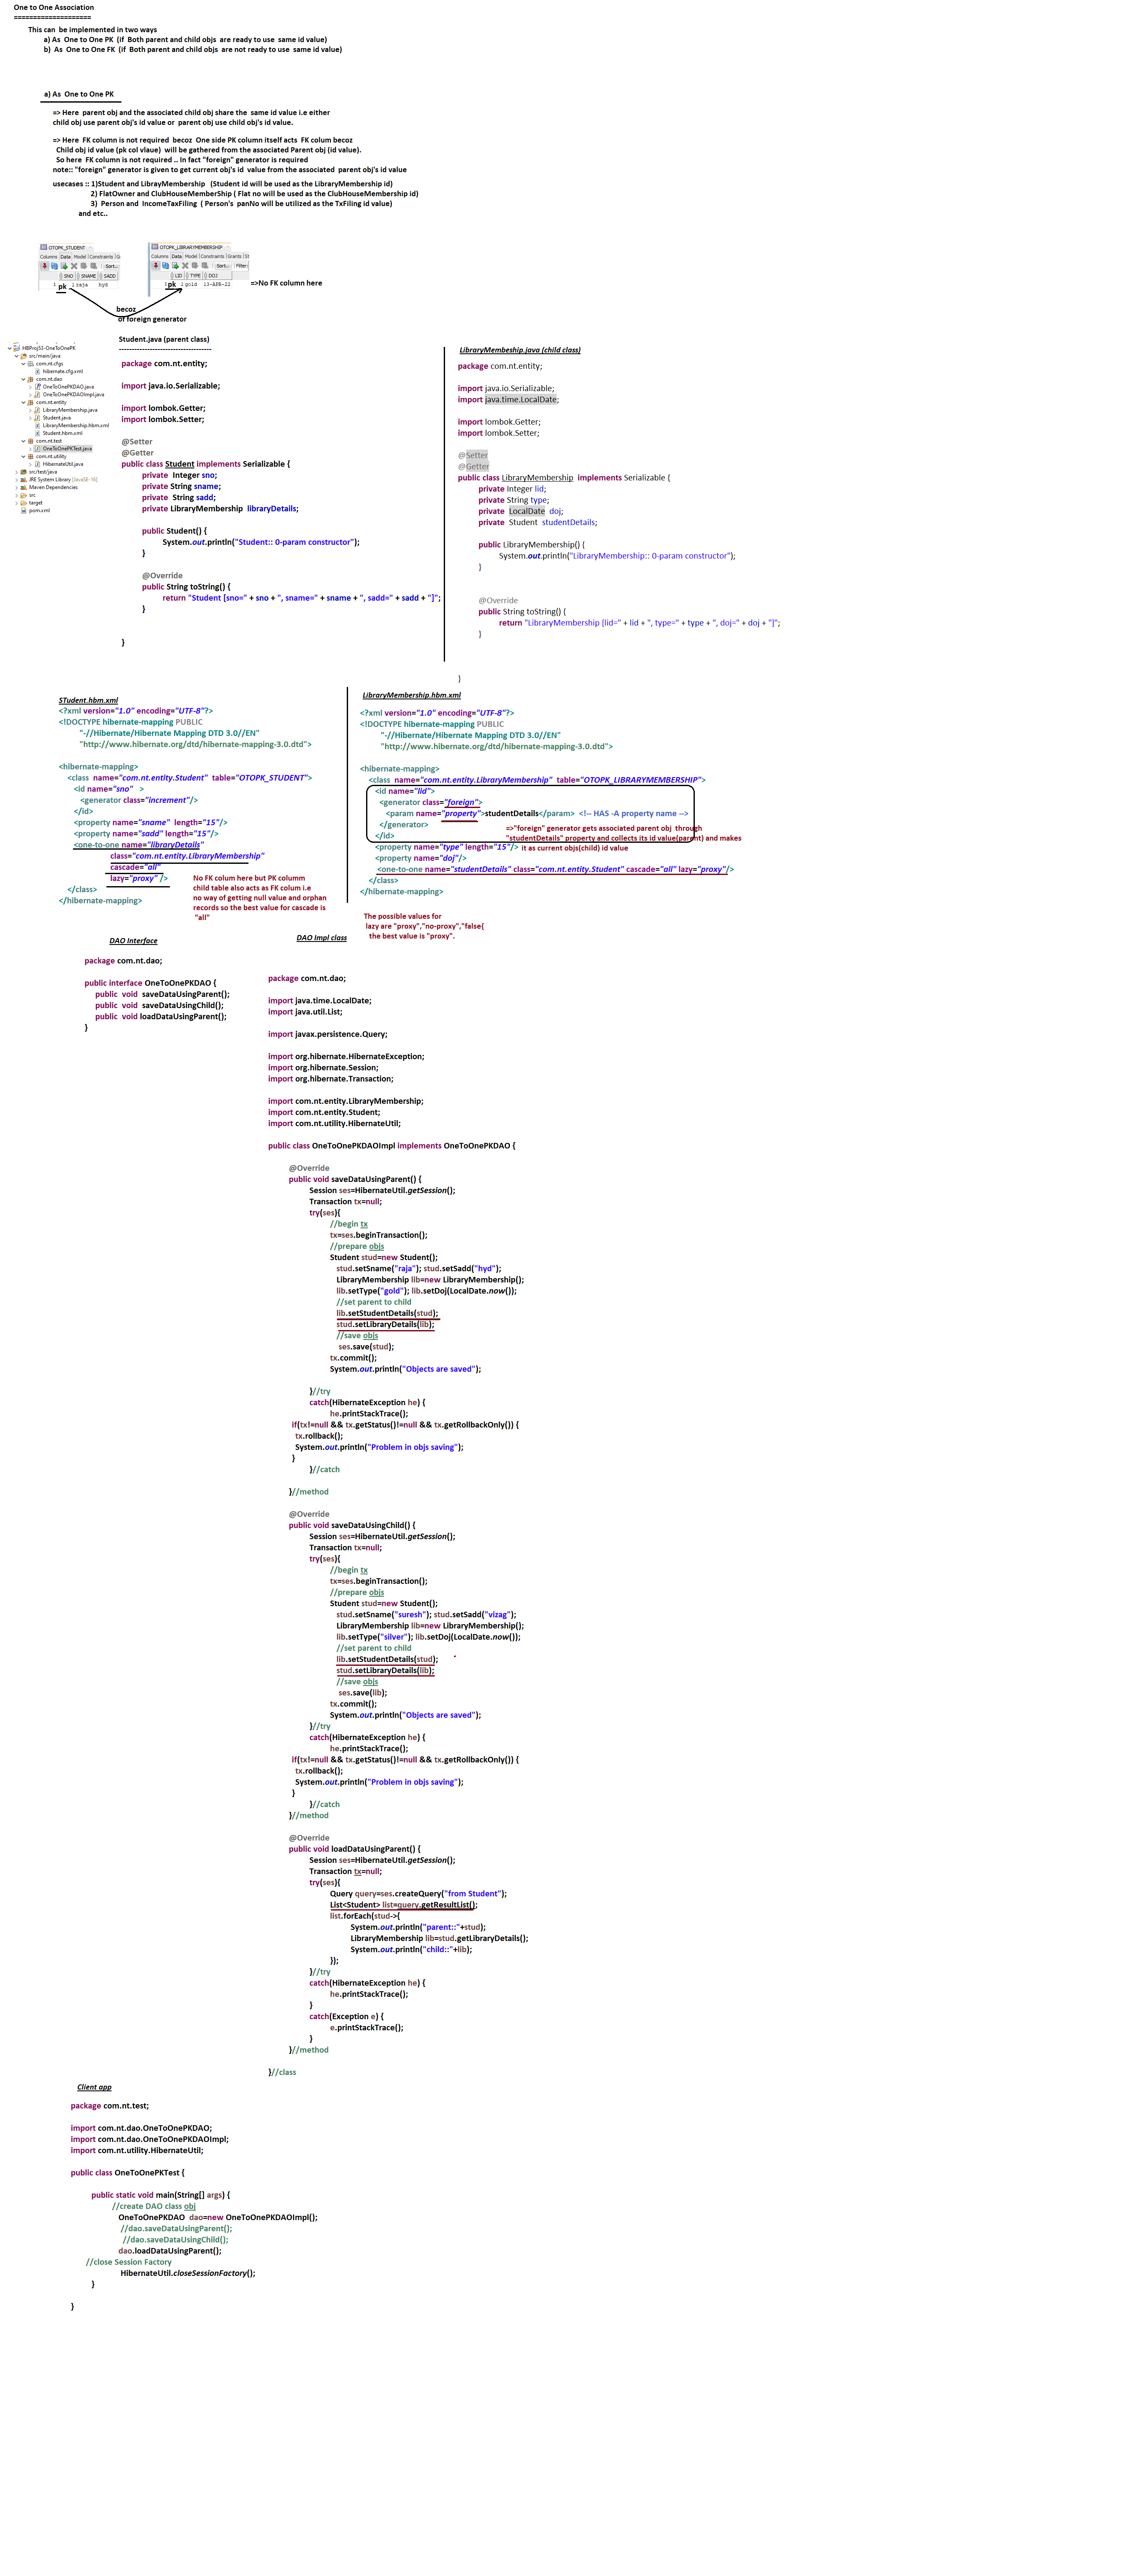 One to One Association
====================
This can  be implemented in two ways
a) As  One to One PK  (if  Both parent and child objs  are ready to use  same id value)
b)  As  One to One FK  (if  Both parent and child objs  are not ready to use  same id value)
a) As  One to One PK
=> Here  parent obj and the associated child obj share the  same id value i.e either
child obj use parent obj's id value or  parent obj use child obj's id value.
=> Here  FK column is not required  becoz  One side PK column itself acts  FK colum becoz
Child obj id value (pk col vlaue)  will be gathered from the associated Parent obj (id value).
So here  FK column is not required .. In fact "foreign" generator is required
note:: "foreign" generator is given to get current obj's id  value from the associated  parent obj's id value
usecases :: 1)Student and LibrayMembership   (Student id will be used as the LibraryMembership id)
2) FlatOwner and ClubHouseMemberShip ( Flat no will be used as the ClubHouseMembership id)
3)  Person and  IncomeTaxFiling  ( Person's  panNo will be utilized as the TxFiling id value)
and etc..
OTOPK_STUDENT
Columns Data Model Constraints
Sort..
SNO SNAME SADD
1 1 raja hyd
pk
OTOPK_LIBRARYMEMBERSHIP
Columns Data Model Constraints Grants St
Sort.. Filter:
LID TYPE DOJ
1 1 gold 13-APR-22
pk
=>No FK column here
becoz
of foreign generator
HBProj53-OneToOnePK
src/main/java
com.nt.cfgs
hibernate.cfg.xml
com.nt.dao
OneToOnePKDAO.java
OneToOnePKDAOImpl.java
com.nt.entity
LibraryMembership.java
Student.java
LibraryMembership.hbm.xml
Student.hbm.xml
com.nt.test
OneToOnePKTest.java
com.nt.utility
HibernateUtil.java
src/test/java
JRE System Library [JavaSE-16]
Maven Dependencies
src
target
pom.xml
Student.java (parent class)
-------------------------------------
package com.nt.entity;
import java.io.Serializable;
import lombok.Getter;
import lombok.Setter;
@Setter
@Getter
public class Student implements Serializable {
private  Integer sno;
private String sname;
private  String sadd;
private LibraryMembership  libraryDetails;
public Student() {
System.out.println("Student:: 0-param constructor");
}
@Override
public String toString() {
return "Student [sno=" + sno + ", sname=" + sname + ", sadd=" + sadd + "]";
}
}
LibraryMembeship.java (child class)
package com.nt.entity;
import java.io.Serializable;
import java.time.LocalDate;
import lombok.Getter;
import lombok.Setter;
@Setter
@Getter
public class LibraryMembership  implements Serializable {
private Integer lid;
private String type;
private  LocalDate  doj;
private  Student  studentDetails;
public LibraryMembership() {
System.out.println("LibraryMembership:: 0-param constructor");
}
@Override
public String toString() {
return "LibraryMembership [lid=" + lid + ", type=" + type + ", doj=" + doj + "]";
}
}
STudent.hbm.xml
<?xml version="1.0" encoding="UTF-8"?>
<!DOCTYPE hibernate-mapping PUBLIC
"-//Hibernate/Hibernate Mapping DTD 3.0//EN"
"http://www.hibernate.org/dtd/hibernate-mapping-3.0.dtd">
<hibernate-mapping>
<class  name="com.nt.entity.Student"  table="OTOPK_STUDENT">
<id name="sno"   >
<generator class="increment"/>
</id>
<property name="sname"  length="15"/>
<property name="sadd" length="15"/>
<one-to-one name="libraryDetails"
class="com.nt.entity.LibraryMembership"
cascade="all"
lazy="proxy" />
</class>
</hibernate-mapping>
No FK colum here but PK columm
child table also acts as FK colum i.e
no way of getting null value and orphan
records so the best value for cascade is
"all"
LibraryMembership.hbm.xml
<?xml version="1.0" encoding="UTF-8"?>
<!DOCTYPE hibernate-mapping PUBLIC
"-//Hibernate/Hibernate Mapping DTD 3.0//EN"
"http://www.hibernate.org/dtd/hibernate-mapping-3.0.dtd">
<hibernate-mapping>
<class  name="com.nt.entity.LibraryMembership"  table="OTOPK_LIBRARYMEMBERSHIP">
<id name="lid">
<generator class="foreign">
<param name="property">studentDetails</param>  <!-- HAS -A property name -->
</generator>
</id>
<property name="type" length="15"/>
<property name="doj"/>
<one-to-one name="studentDetails" class="com.nt.entity.Student" cascade="all" lazy="proxy"/>
</class>
</hibernate-mapping>
=>"foreign" generator gets associated parent obj  through
"studentDetails" property and collects its id value(parent) and makes
it as current objs(child) id value
The possible values for
lazy are "proxy","no-proxy","false{
the best value is "proxy".
DAO Interface
package com.nt.dao;
public interface OneToOnePKDAO {
public  void  saveDataUsingParent();
public  void  saveDataUsingChild();
public  void loadDataUsingParent();
}
DAO Impl class
package com.nt.dao;
import java.time.LocalDate;
import java.util.List;
import javax.persistence.Query;
import org.hibernate.HibernateException;
import org.hibernate.Session;
import org.hibernate.Transaction;
import com.nt.entity.LibraryMembership;
import com.nt.entity.Student;
import com.nt.utility.HibernateUtil;
public class OneToOnePKDAOImpl implements OneToOnePKDAO {
@Override
public void saveDataUsingParent() {
Session ses=HibernateUtil.getSession();
Transaction tx=null;
try(ses){
//begin tx
tx=ses.beginTransaction();
//prepare objs
Student stud=new Student();
stud.setSname("raja"); stud.setSadd("hyd");
LibraryMembership lib=new LibraryMembership();
lib.setType("gold"); lib.setDoj(LocalDate.now());
//set parent to child
lib.setStudentDetails(stud);
stud.setLibraryDetails(lib);
//save objs
ses.save(stud);
tx.commit();
System.out.println("Objects are saved");
}//try
catch(HibernateException he) {
he.printStackTrace();
if(tx!=null && tx.getStatus()!=null && tx.getRollbackOnly()) {
tx.rollback();
System.out.println("Problem in objs saving");
}
}//catch
}//method
@Override
public void saveDataUsingChild() {
Session ses=HibernateUtil.getSession();
Transaction tx=null;
try(ses){
//begin tx
tx=ses.beginTransaction();
//prepare objs
Student stud=new Student();
stud.setSname("suresh"); stud.setSadd("vizag");
LibraryMembership lib=new LibraryMembership();
lib.setType("silver"); lib.setDoj(LocalDate.now());
//set parent to child
lib.setStudentDetails(stud);
stud.setLibraryDetails(lib);
//save objs
ses.save(lib);
tx.commit();
System.out.println("Objects are saved");
}//try
catch(HibernateException he) {
he.printStackTrace();
if(tx!=null && tx.getStatus()!=null && tx.getRollbackOnly()) {
tx.rollback();
System.out.println("Problem in objs saving");
}
}//catch
}//method
@Override
public void loadDataUsingParent() {
Session ses=HibernateUtil.getSession();
Transaction tx=null;
try(ses){
Query query=ses.createQuery("from Student");
List<Student> list=query.getResultList();
list.forEach(stud->{
System.out.println("parent::"+stud);
LibraryMembership lib=stud.getLibraryDetails();
System.out.println("child::"+lib);
});
}//try
catch(HibernateException he) {
he.printStackTrace();
}
catch(Exception e) {
e.printStackTrace();
}
}//method
}//class
Client app
package com.nt.test;
import com.nt.dao.OneToOnePKDAO;
import com.nt.dao.OneToOnePKDAOImpl;
import com.nt.utility.HibernateUtil;
public class OneToOnePKTest {
public static void main(String[] args) {
//create DAO class obj
OneToOnePKDAO  dao=new OneToOnePKDAOImpl();
//dao.saveDataUsingParent();
//dao.saveDataUsingChild();
dao.loadDataUsingParent();
//close Session Factory
HibernateUtil.closeSessionFactory();
}
}